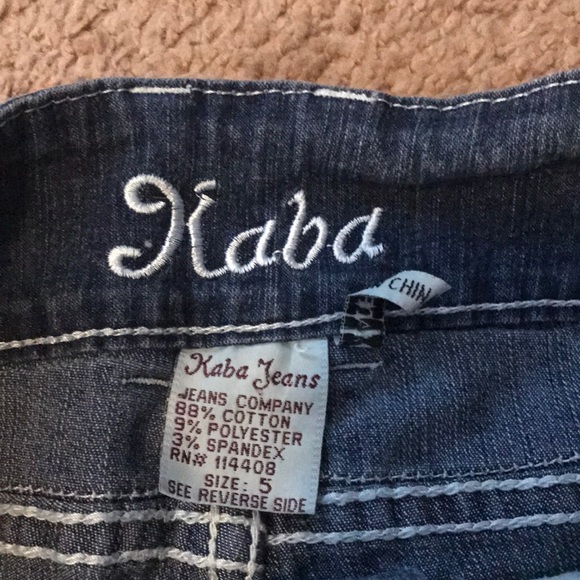 Kaba
CHIN
Kaba Jeans
JEANS COMPANY
88% COTTON
9% POLYESTER
3% SPANDEX
RN# 114408
SIZE: 5
SEE REVERSE SIDE